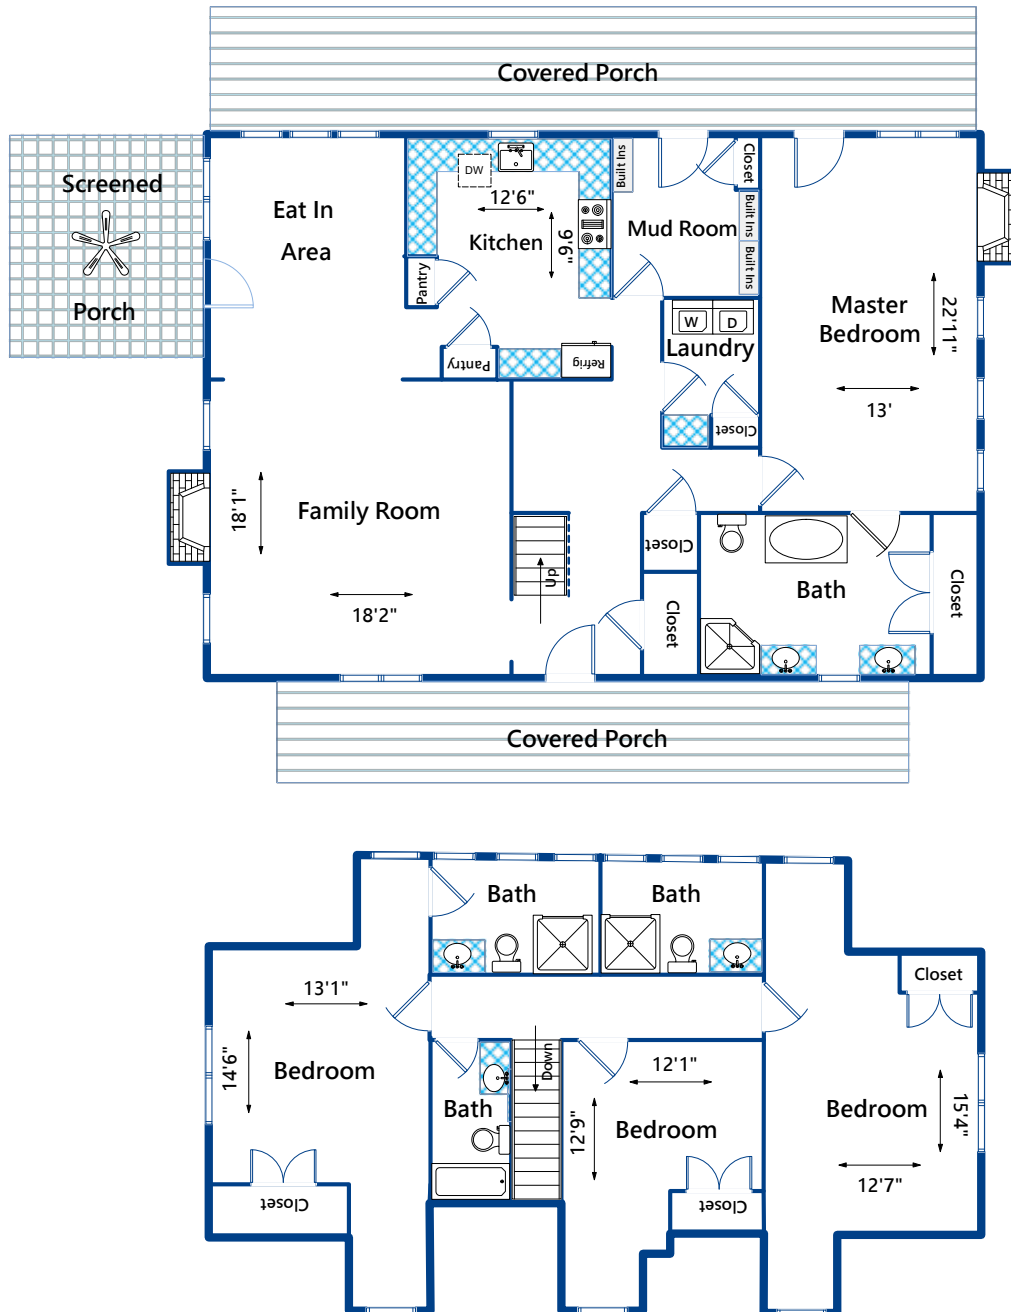 Covered Porch
Screened
Porch
Eat In
Area
DW
12'6"
Kitchen
9'6"
Pantry
Pantry
Refrig
Built Ins
Mud Room
Closet
Built Ins
Built Ins
W
D
Laundry
Closet
Master
Bedroom
22'11"
13'
Family Room
18'1"
18'2"
Up
Closet
Closet
Bath
Closet
Covered Porch
Bath
Bath
Closet
13'1"
14'6"
Bedroom
Closet
Bath
Down
12'1"
12'9"
Bedroom
Closet
Bedroom
15'4"
12'7"